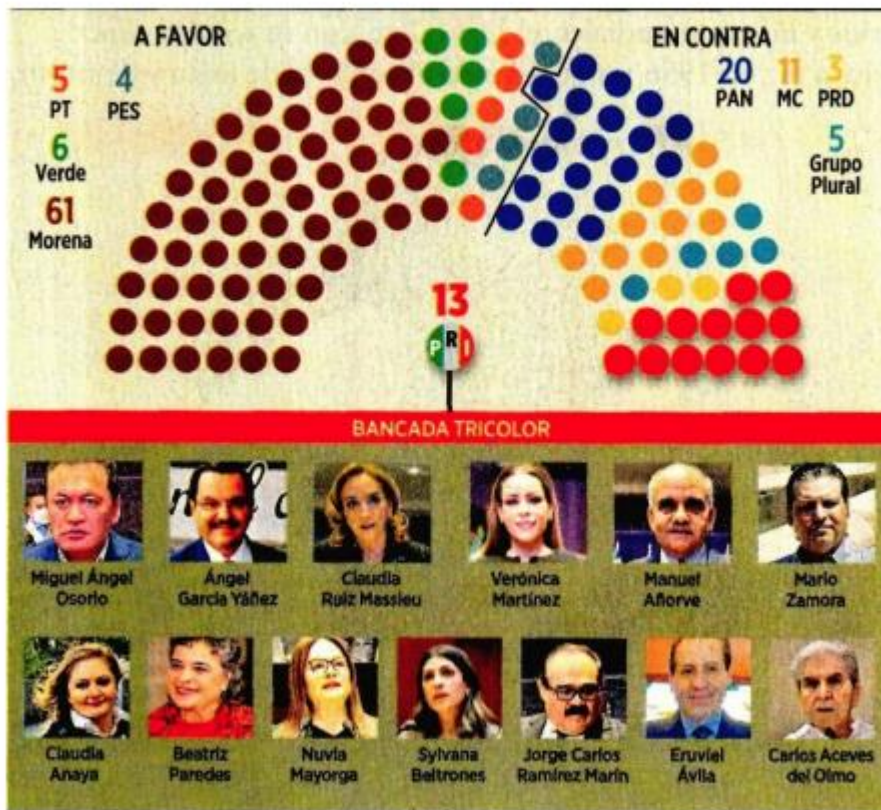 A FAVOR
5
PT
4
PES
6
Verde
61
Morena
EN CONTRA
20
PAN
11
MC
3
PRD
5
Grupo
Plural
13
PRI
BANCADA TRICOLOR
Miguel Ángel
Osorio
Ángel
García Yáñez
Claudia
Ruiz Massieu
Verónica
Martínez
Manuel
Añorve
Mario
Zamora
Claudia
Anaya
Beatriz
Paredes
Nuvia
Mayorga
Sylvana
Beltrones
Jorge Carlos
Ramírez Marín
Eruviel
Ávila
Carlos Aceves
del Olmo